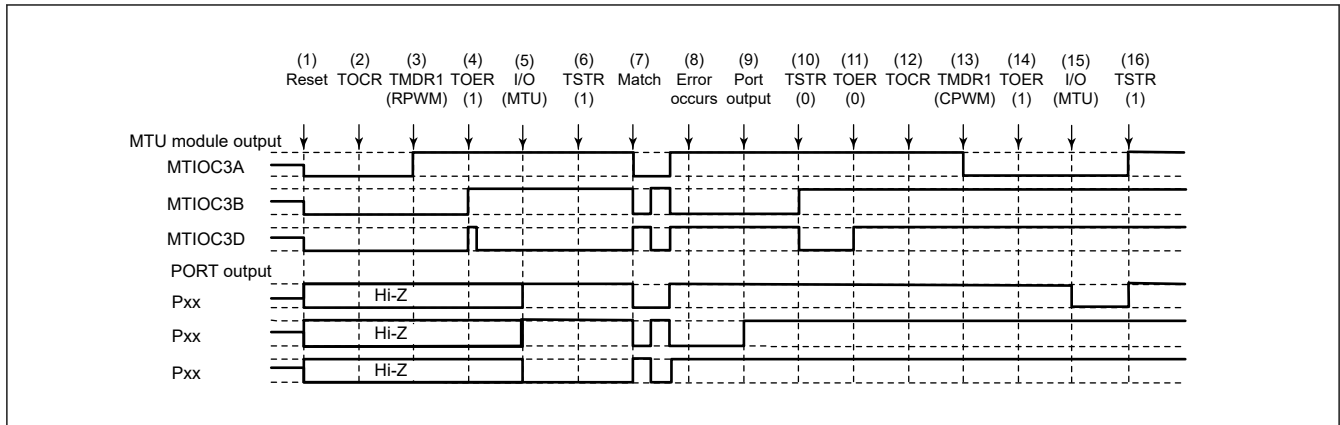 (1) (2) (3) (4) (5) (6) (7) (8) (9) (10) (11) (12) (13) (14) (15) (16)
Reset TOCR TMDR1 TOER I/O TSTR Match Error Port TSTR TOER TOCR TMDR1 TOER I/O TSTR
(RPWM) (1) (MTU) (1) occurs output (0) (0) (CPWM) (1) (MTU) (1)
MTU module output
MTIOC3A
MTIOC3B
MTIOC3D
PORT output
Pxx Hi-Z
Pxx Hi-Z
Pxx Hi-Z